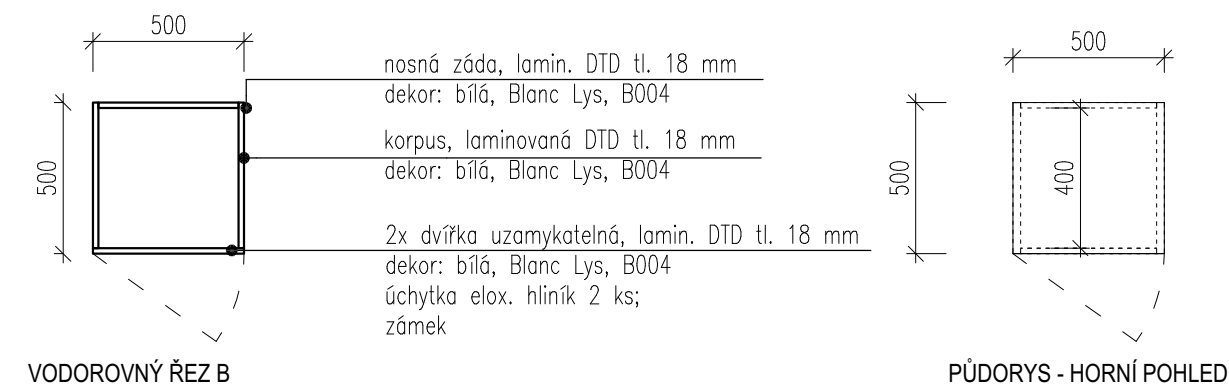 500
500
nosná záda, lamin. DTD tl. 18 mm
dekor: bílá, Blanc Lys, B004
korpus, laminovaná DTD tl. 18 mm
dekor: bílá, Blanc Lys, B004
2x dvířka uzamykatelná, lamin. DTD tl. 18 mm
dekor: bílá, Blanc Lys, B004
úchytka elox. hliník 2 ks;
zámek
VODOROVNÝ ŘEZ B
500
500
400
PŮDORYS - HORNÍ POHLED